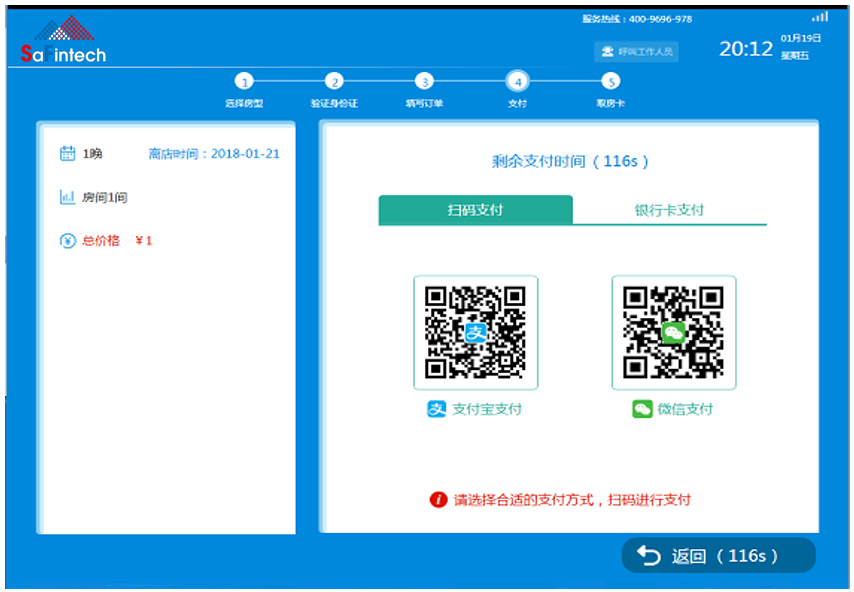 服务热线：400-9696-978
SaFintech
呼叫工作人员
20:12
01月19日
星期五
1
2
3
4
5
选择房型
验证身份证
填写订单
支付
取房卡
1晚
离店时间：2018-01-21
房间1间
总价格 ￥1
剩余支付时间（116s）
扫码支付
银行卡支付
支
支
支付宝支付
微信支付
i
请选择合适的支付方式，扫码进行支付
返回（116s）